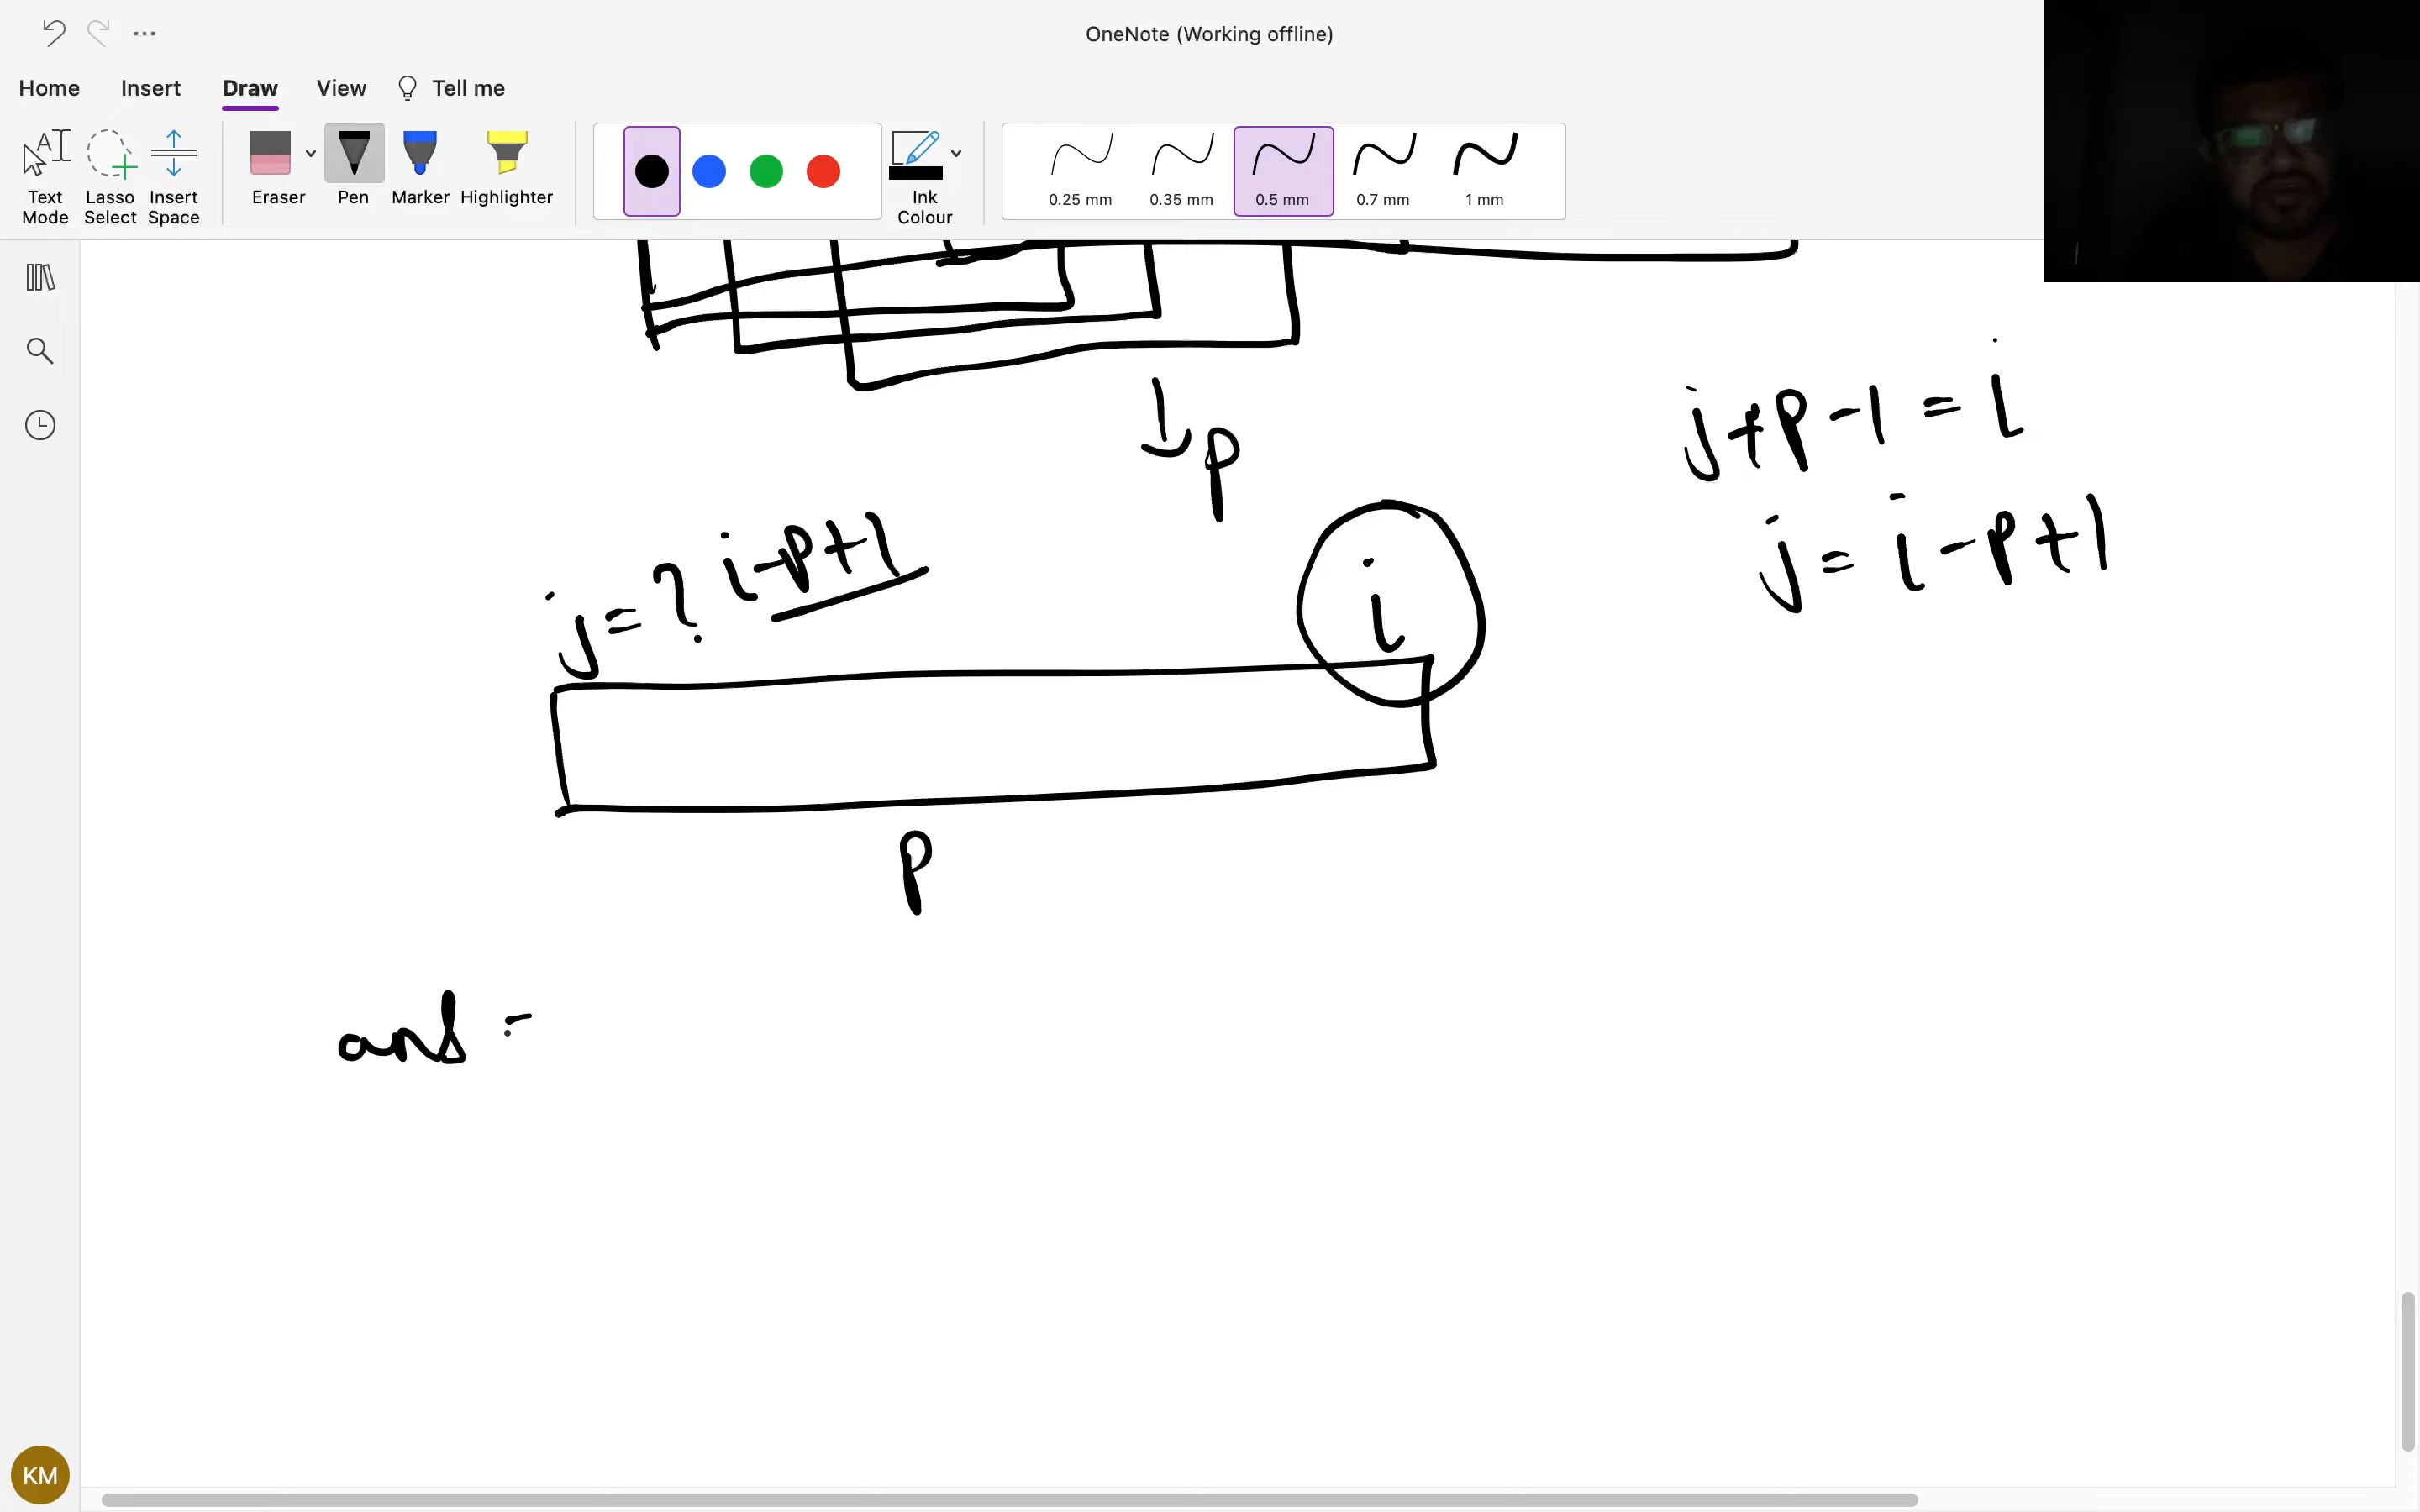 OneNote (Working offline)
Home Insert Draw View Tell me
Text Mode
Lasso Select
Insert Space
Eraser
Pen
Marker
Highlighter
Ink Colour
0.25 mm
0.35 mm
0.5 mm
0.7 mm
1 mm
p
j+p-1=i
j=i-p+1
j=? i-p+1
i
p
ans =
KM